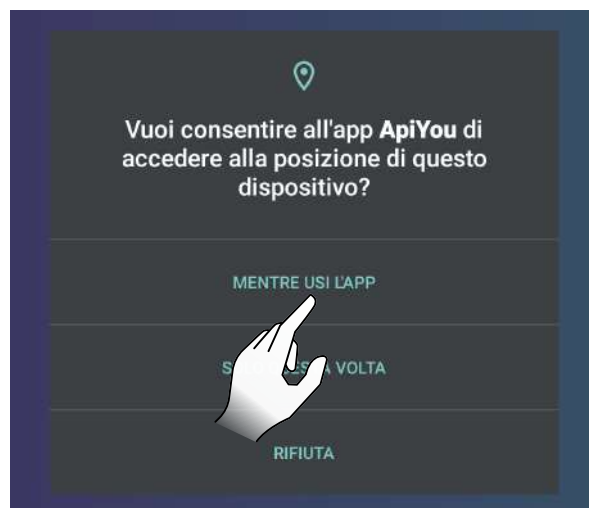 Vuoi consentire all'app ApiYou di
accedere alla posizione di questo
dispositivo?
MENTRE USI L'APP
VOLTA
RIFIUTA